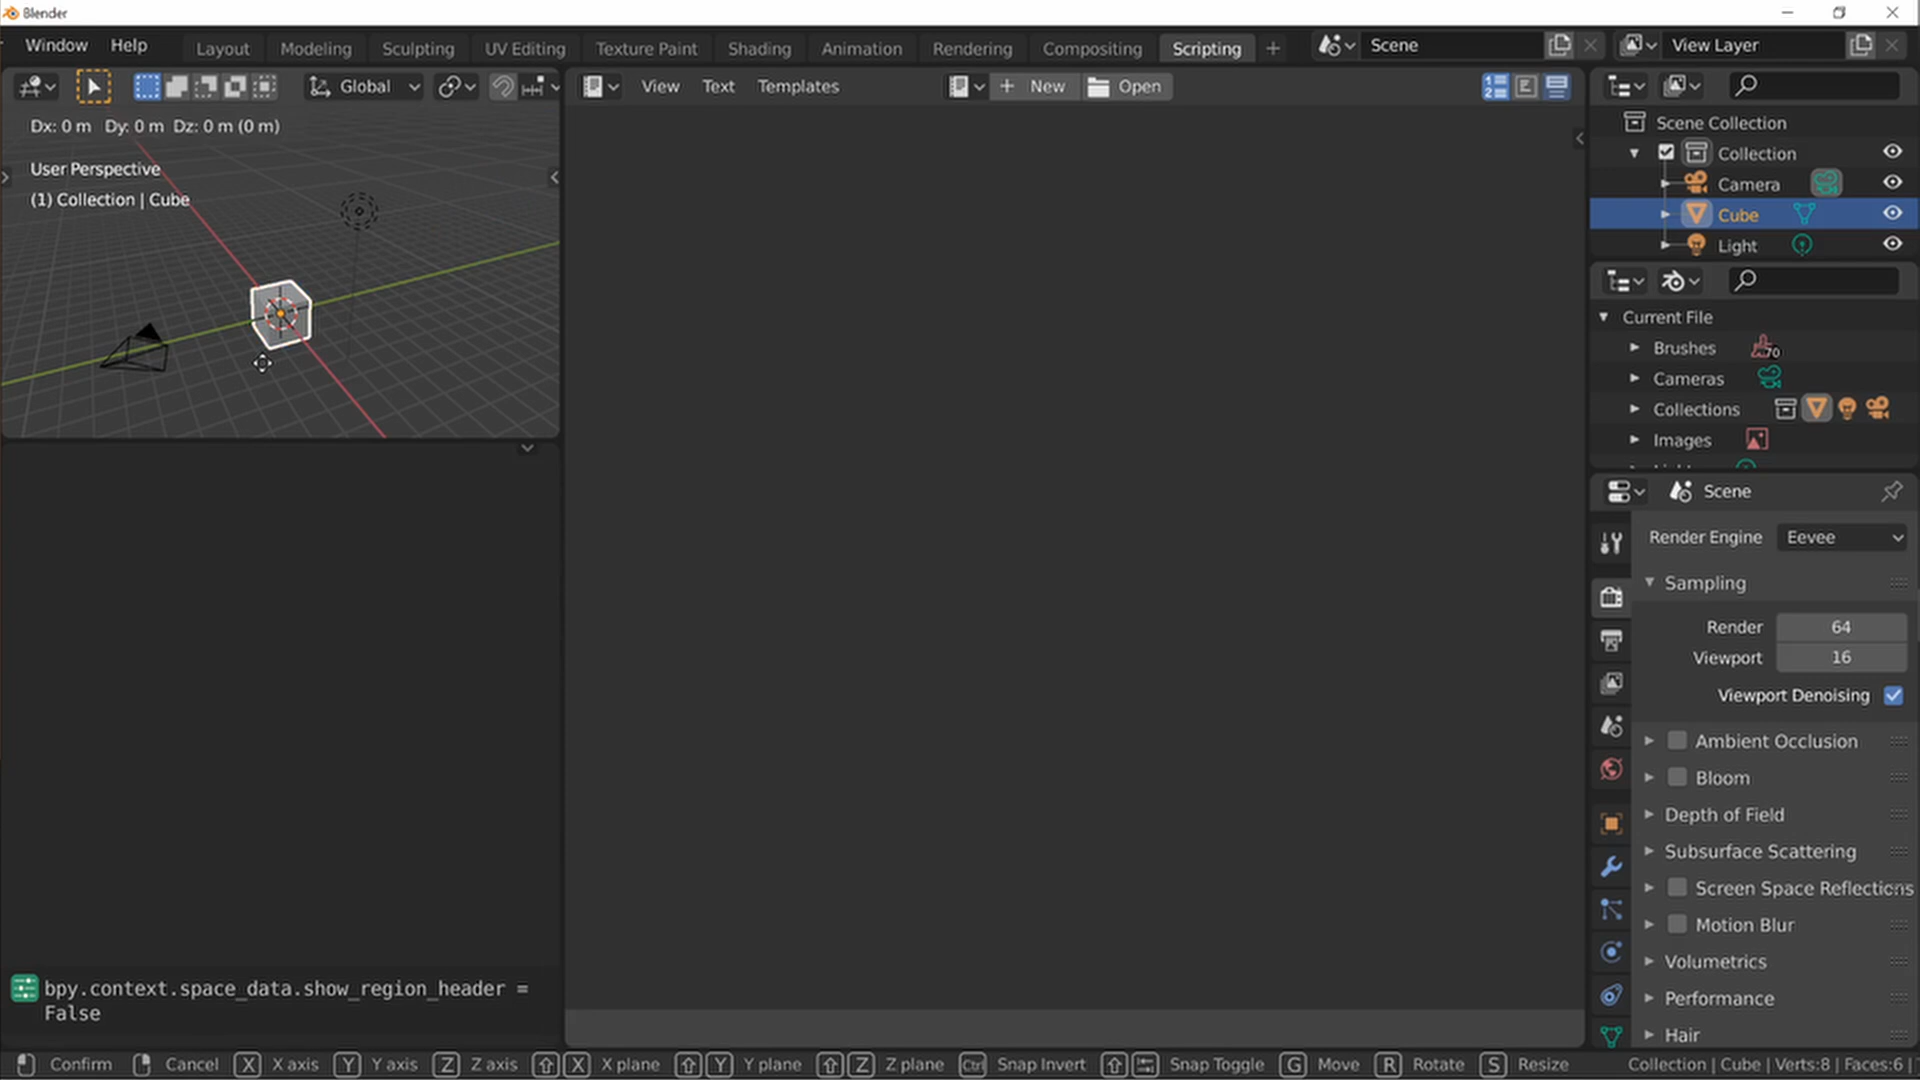 Blender
Window Help Layout Modeling Sculpting UV Editing Texture Paint Shading Animation Rendering Compositing Scripting + Scene View Layer
Global View Text Templates + New Open
Dx: 0 m Dy: 0 m Dz: 0 m (0 m)
User Perspective
(1) Collection | Cube
Scene Collection
Collection
Camera
Cube
Light
Current File
Brushes 70
Cameras
Collections
Images
Scene
Render Engine Eevee
Sampling
Render 64
Viewport 16
Viewport Denoising
Ambient Occlusion
Bloom
Depth of Field
Subsurface Scattering
Screen Space Reflections
Motion Blur
Volumetrics
Performance
Hair
bpy.context.space_data.show_region_header =
False
Confirm Cancel X X axis Y Y axis Z Z axis X X plane Y Y plane Z Z plane Ctrl Snap Invert Snap Toggle G Move R Rotate S Resize Collection | Cube | Verts:8 | Faces:6 |